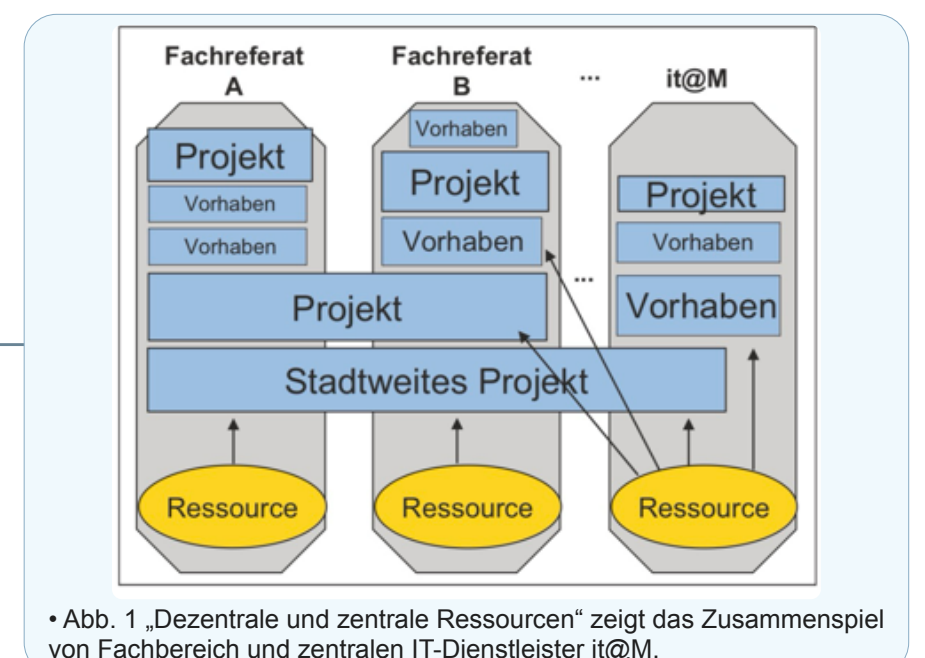 Fachreferat
A
Fachreferat
B
...
it@M
Projekt
Vorhaben
Vorhaben
Vorhaben
Projekt
Vorhaben
Projekt
Vorhaben
Vorhaben
...
Projekt
Stadtweites Projekt
Ressource
Ressource
Ressource
• Abb. 1 „Dezentrale und zentrale Ressourcen“ zeigt das Zusammenspiel
von Fachbereich und zentralen IT-Dienstleister it@M.